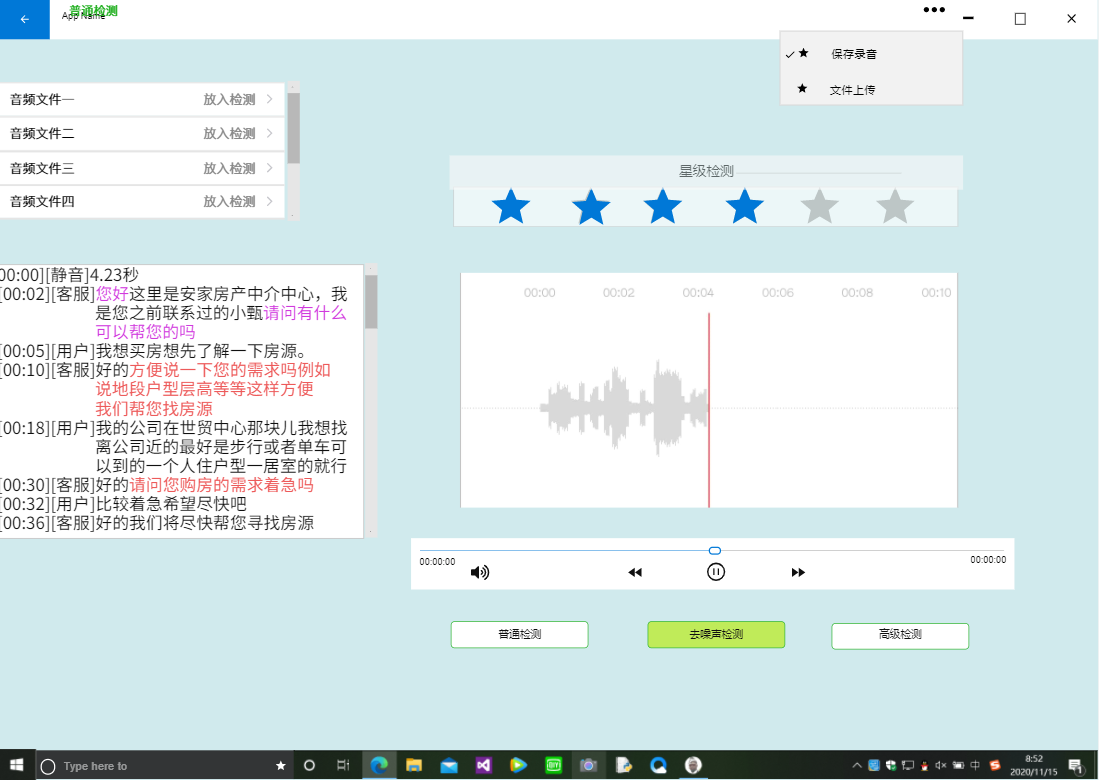 普通检测
App Name
保存录音
文件上传
音频文件一 放入检测
音频文件二 放入检测
音频文件三 放入检测
音频文件四 放入检测
星级检测
00:00][静音]4.23秒
[00:02][客服]您好这里是安家房产中介中心，我
是您之前联系过的小甄请问有什么
可以帮您的吗
[00:05][用户]我想买房想先了解一下房源。
[00:10][客服]好的方便说一下您的需求吗例如
说地段户型层高等等这样方便
我们帮您找房源
[00:18][用户]我的公司在世贸中心那块儿我想找
离公司近的最好是步行或者单车可
以到的一个人住户型一居室的就行
[00:30][客服]好的请问您购房的需求着急吗
[00:32][用户]比较着急希望尽快吧
[00:36][客服]好的我们将尽快帮您寻找房源
00:00 00:02 00:04 00:06 00:08 00:10
00:00:00 00:00:00
普通检测 去噪声检测 高级检测
Type here to
中
8:52
2020/11/15
1